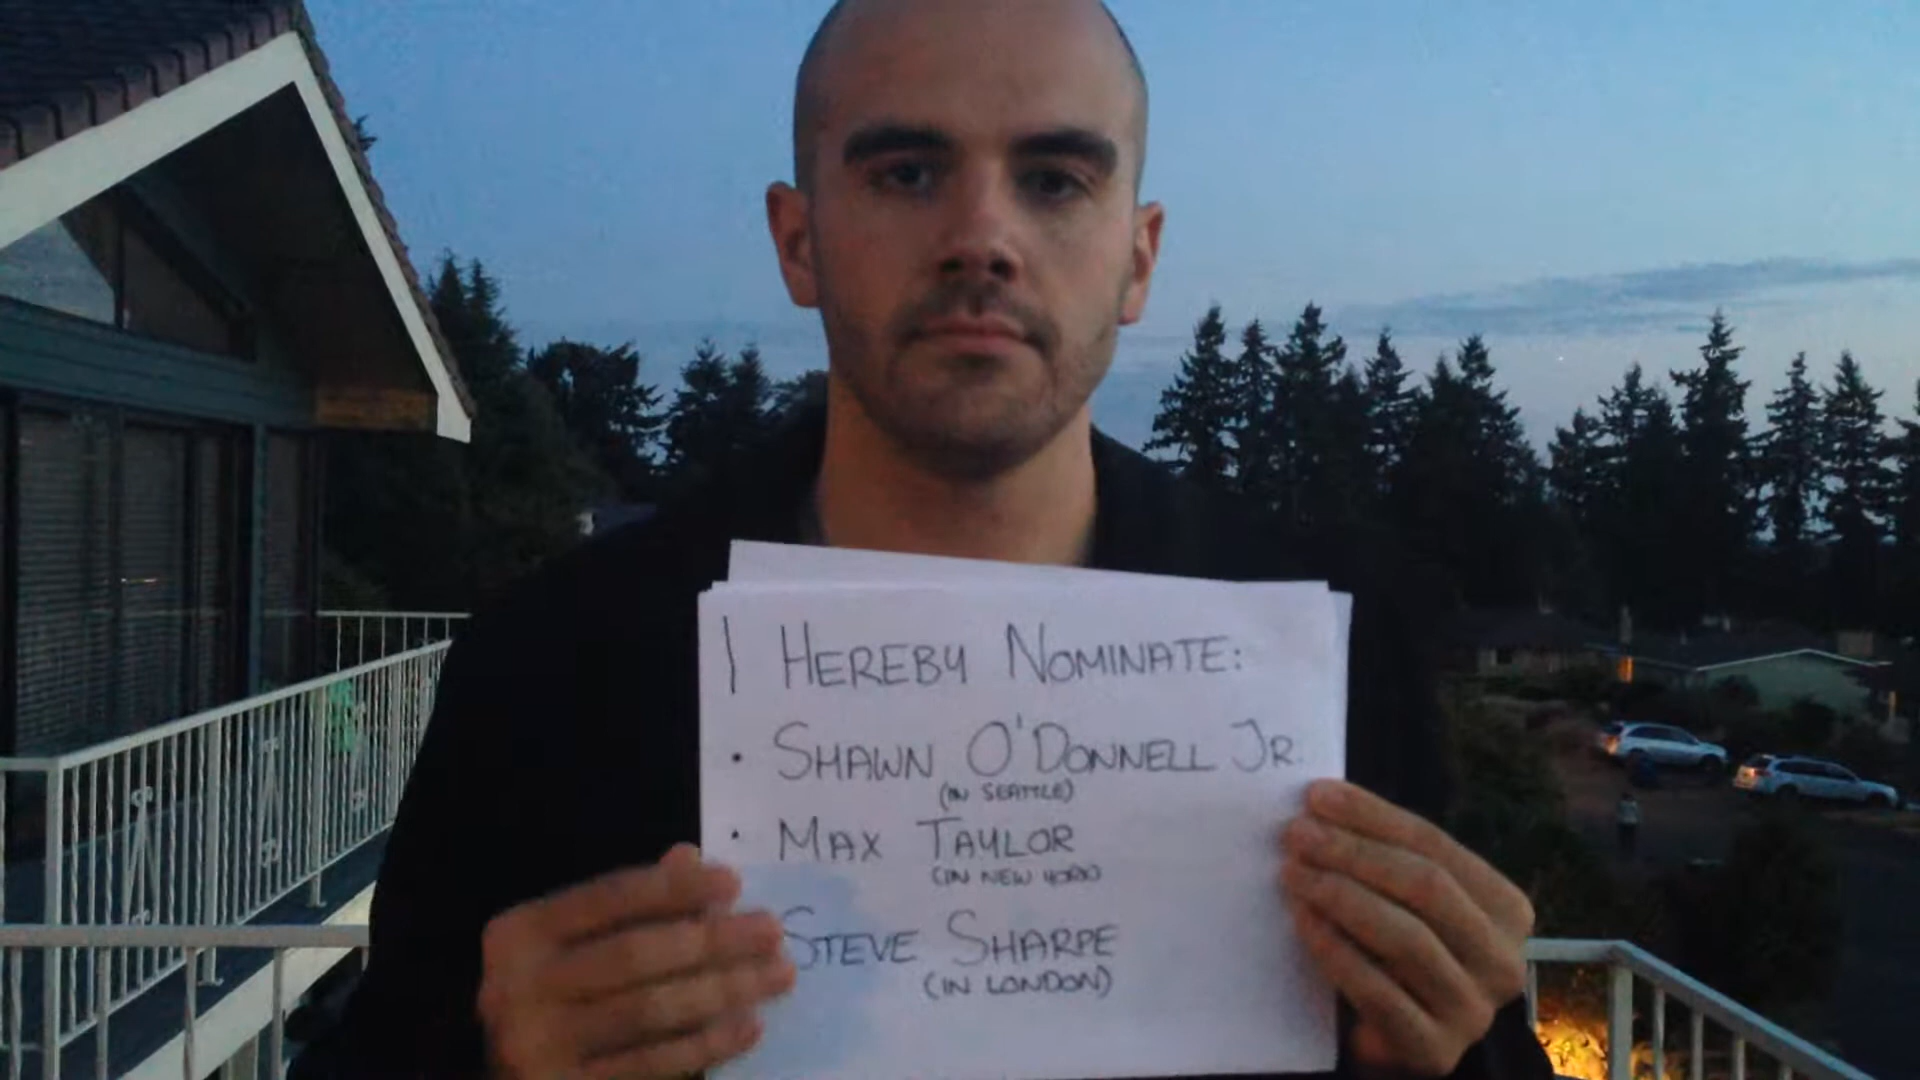 I HEREBY NOMINATE:
• SHAWN O'DONNELL JR.
(IN SEATTLE)
• MAX TAYLOR
(IN NEW YORK)
STEVE SHARPE
(IN LONDON)